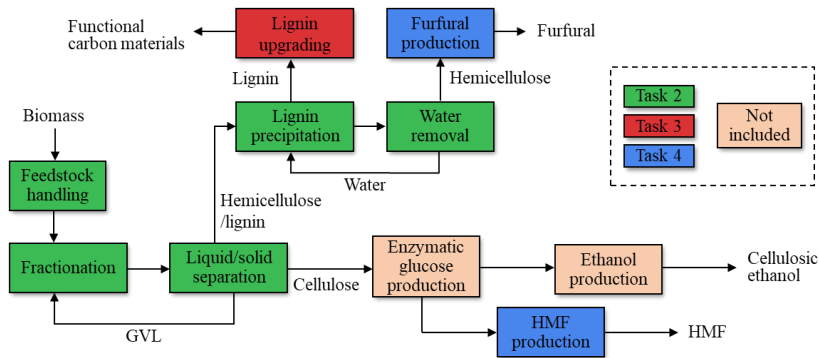 Functional
carbon materials
Lignin
upgrading
Furfural
production
Furfural
Lignin
Hemicellulose
Task 2
Task 3
Task 4
Not
included
Biomass
Lignin
precipitation
Water
removal
Feedstock
handling
Water
Hemicellulose
/lignin
Fractionation
Liquid/solid
separation
Cellulose
Enzymatic
glucose
production
Ethanol
production
Cellulosic
ethanol
GVL
HMF
production
HMF